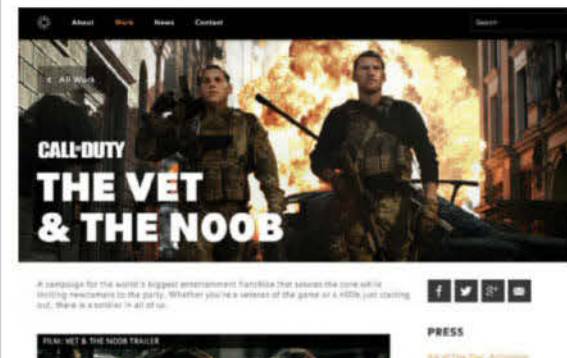 About Work News Contact Search
< All Work
CALL OF DUTY
THE VET
& THE NOOB
A campaign for the world's biggest entertainment franchise that salutes the core while
inviting newcomers to the party. Whether you're a veteran of the game or a n00b just starting
out, there is a soldier in all of us.
FILM: VET & THE NOOB TRAILER
PRESS